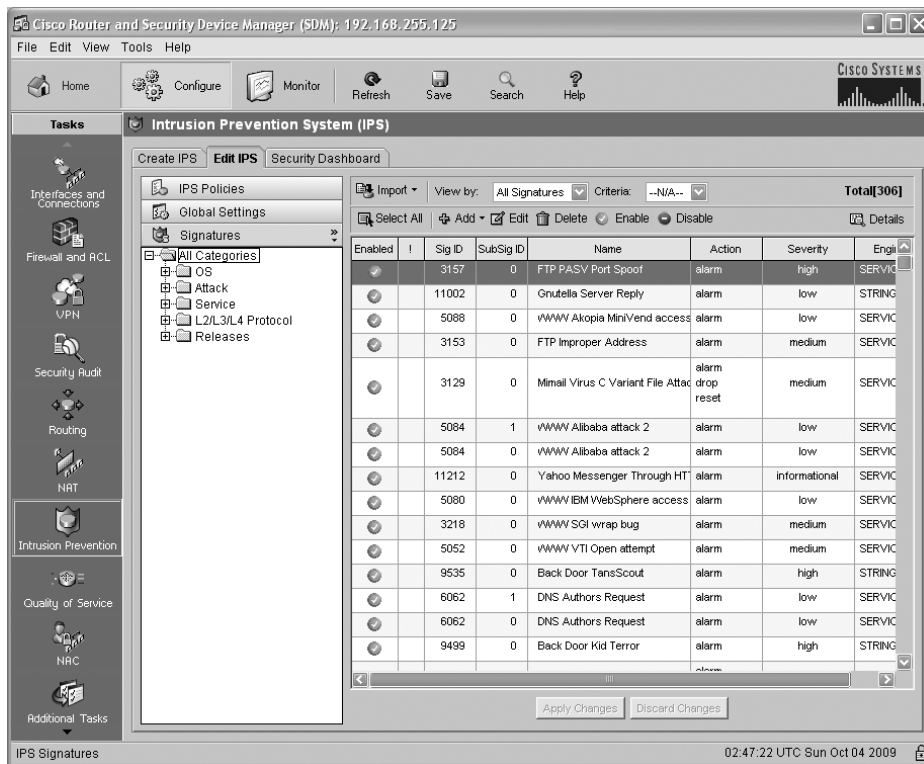 Cisco Router and Security Device Manager (SDM): 192.168.255.125
File Edit View Tools Help
Home Configure Monitor Refresh Save Search Help
CISCO SYSTEMS
Tasks
Intrusion Prevention System (IPS)
Interfaces and Connections
Firewall and ACL
VPN
Security Audit
Routing
NAT
Intrusion Prevention
Quality of Service
NAC
Additional Tasks
Create IPS Edit IPS Security Dashboard
IPS Policies
Global Settings
Signatures
All Categories
OS
Attack
Service
L2/L3/L4 Protocol
Releases
Import View by: All Signatures Criteria: --N/A-- Total[306]
Select All Add Edit Delete Enable Disable Details
Enabled ! Sig ID SubSig ID Name Action Severity Engi
3157 0 FTP PASV Port Spoof alarm high SERVIC
11002 0 Gnutella Server Reply alarm low STRING
5088 0 WWW Akopia MiniVend access alarm low SERVIC
3153 0 FTP Improper Address alarm medium SERVIC
3129 0 Mimail Virus C Variant File Attac alarm drop reset medium SERVIC
5084 1 WWW Alibaba attack 2 alarm low SERVIC
5084 0 WWW Alibaba attack 2 alarm low SERVIC
11212 0 Yahoo Messenger Through HT alarm informational SERVIC
5080 0 WWW IBM WebSphere access alarm low SERVIC
3218 0 WWW SGI wrap bug alarm medium SERVIC
5052 0 WWW VTI Open attempt alarm medium SERVIC
9535 0 Back Door TansScout alarm high STRING
6062 1 DNS Authors Request alarm low SERVIC
6062 0 DNS Authors Request alarm low SERVIC
9499 0 Back Door Kid Terror alarm high STRING
alarm
Apply Changes Discard Changes
IPS Signatures 02:47:22 UTC Sun Oct 04 2009